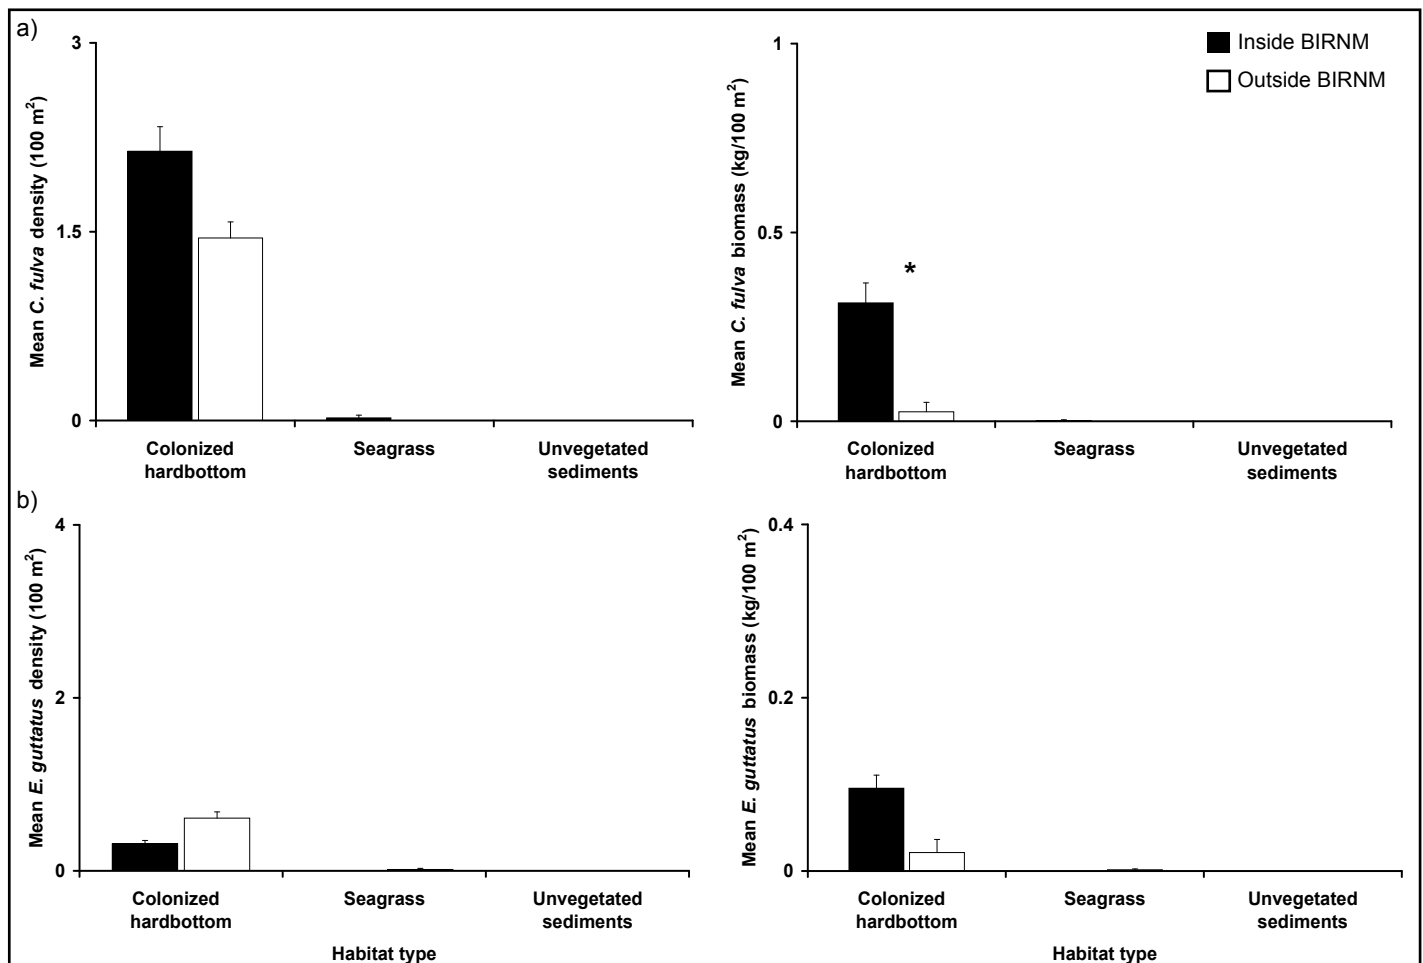 a)
Mean C. fulva density (100 m²)
3
1.5
0
Colonized
hardbottom
Seagrass
Unvegetated
sediments
Mean C. fulva biomass (kg/100 m²)
1
0.5
0
*
Colonized
hardbottom
Seagrass
Unvegetated
sediments
Inside BIRNM
Outside BIRNM
b)
Mean E. guttatus density (100 m²)
4
2
0
Colonized
hardbottom
Seagrass
Unvegetated
sediments
Habitat type
Mean E. guttatus biomass (kg/100 m²)
0.4
0.2
0
Colonized
hardbottom
Seagrass
Unvegetated
sediments
Habitat type